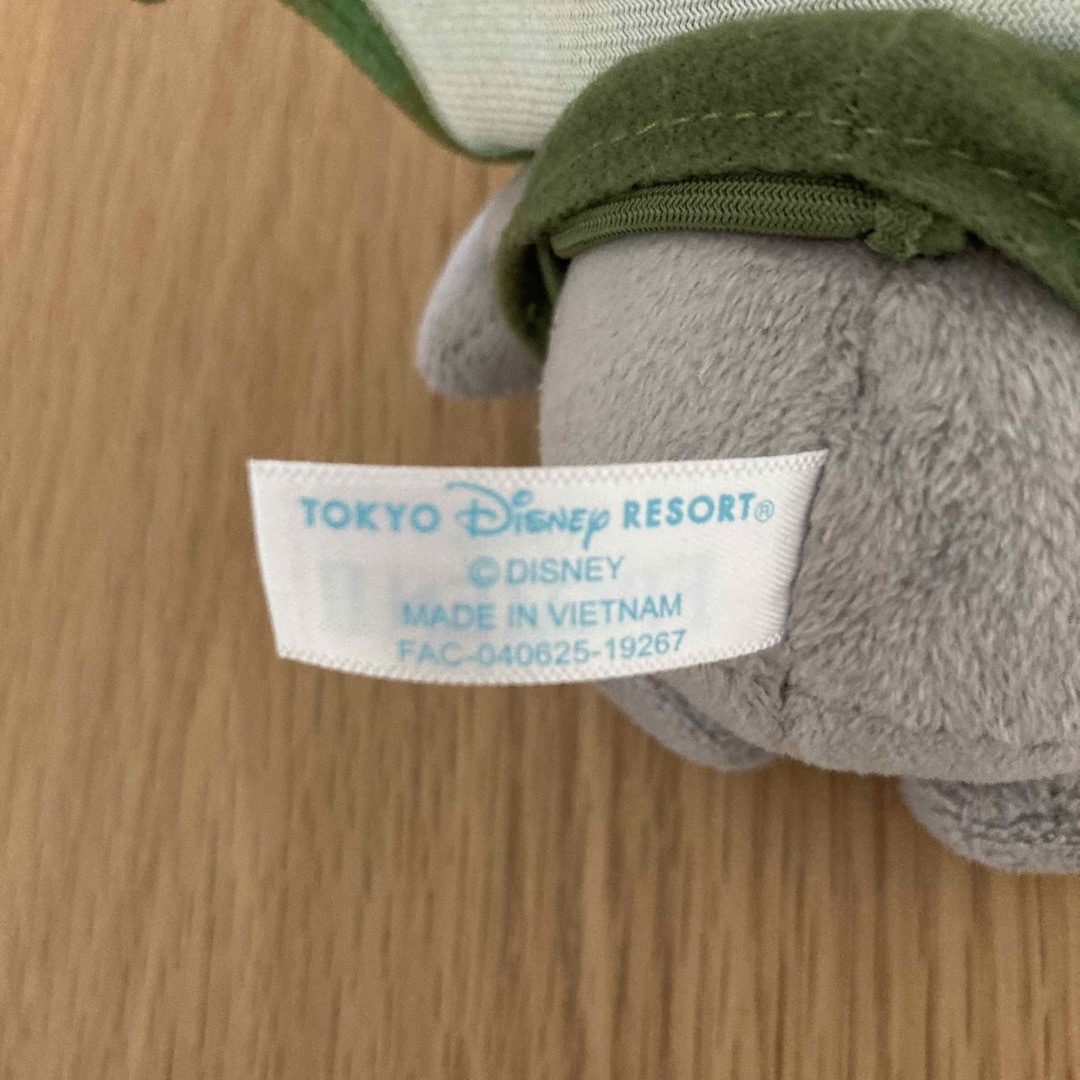 TOKYO Disney RESORT®
©DISNEY
MADE IN VIETNAM
FAC-040625-19267